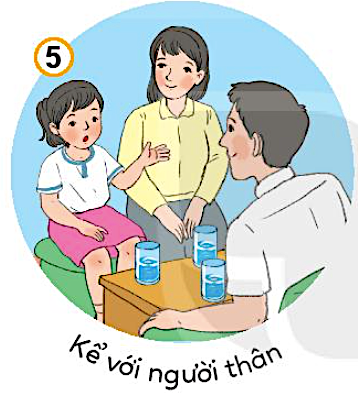 5
Kể với người thân